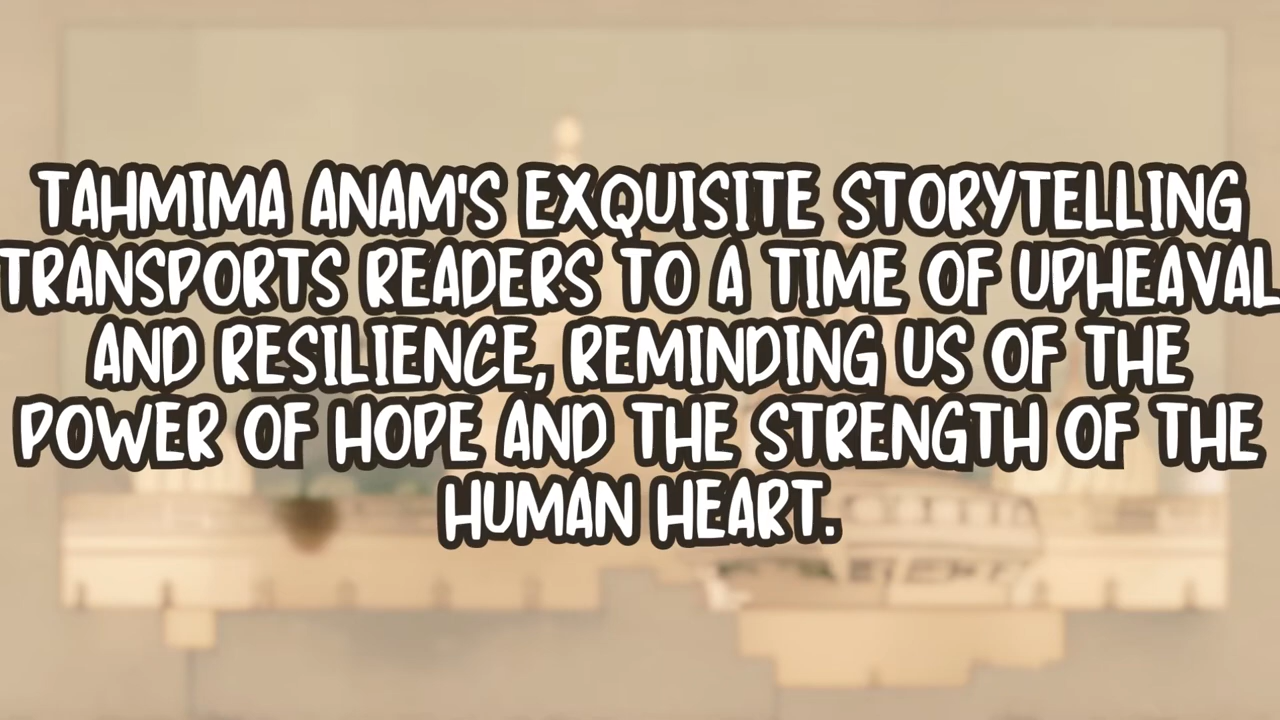 TAHMIMA ANAM'S EXQUISITE STORYTELLING
TRANSPORTS READERS TO A TIME OF UPHEAVAL
AND RESILIENCE, REMINDING US OF THE
POWER OF HOPE AND THE STRENGTH OF THE
HUMAN HEART.